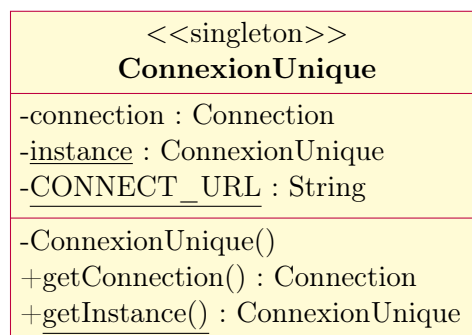 <<singleton>>
ConnexionUnique
-connection : Connection
-instance : ConnexionUnique
-CONNECT_URL : String
-ConnexionUnique()
+getConnection() : Connection
+getInstance() : ConnexionUnique